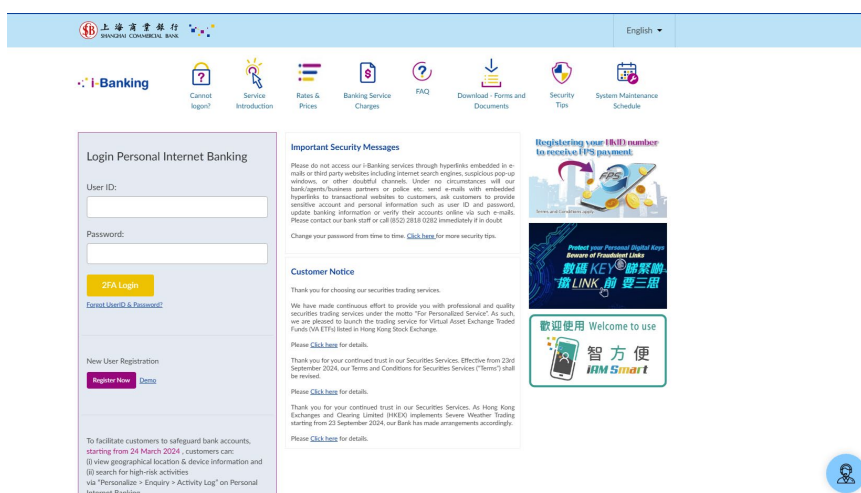 上海商業銀行
SHANGHAI COMMERCIAL BANK
English
i-Banking
Cannot logon?
Service Introduction
Rates & Prices
Banking Service Charges
FAQ
Download - Forms and Documents
Security Tips
System Maintenance Schedule
Login Personal Internet Banking
User ID:
Password:
2FA Login
Forgot UserID & Password?
New User Registration
Register Now
Demo
To facilitate customers to safeguard bank accounts,
starting from 24 March 2024 , customers can:
(i) view geographical location & device information and
(ii) search for high-risk activities
via "Personalize > Enquiry > Activity Log" on Personal
Internet Banking
Important Security Messages
Please do not access our i-Banking services through hyperlinks embedded in e-
mails or third party websites including internet search engines, suspicious pop-up
windows, or other doubtful channels. Under no circumstances will our
bank/agents/business partners or police etc. send e-mails with embedded
hyperlinks to transactional websites to customers, ask customers to provide
sensitive account and personal information such as user ID and password,
update banking information or verify their accounts online via such e-mails.
Please contact our bank staff or call (852) 2818 0282 immediately if in doubt
Change your password from time to time. Click here for more security tips.
Customer Notice
Thank you for choosing our securities trading services.
We have made continuous effort to provide you with professional and quality
securities trading services under the motto "For Personalized Service". As such,
we are pleased to launch the trading service for Virtual Asset Exchange Traded
Funds (VA ETFs) listed in Hong Kong Stock Exchange.
Please Click here for details.
Thank you for your continued trust in our Securities Services. Effective from 23rd
September 2024, our Terms and Conditions for Securities Services ("Terms") shall
be revised.
Please Click here for details.
Thank you for your continued trust in our Securities Services. As Hong Kong
Exchanges and Clearing Limited (HKEX) implements Severe Weather Trading
starting from 23 September 2024, our Bank has made arrangements accordingly.
Please Click here for details.
Registering your HKID number
to receive FPS payment
FPS
Terms and Conditions apply
Protect your Personal Digital Keys
Beware of Fraudulent Links
數碼 KEY 睇緊啲
撳 LINK 前 要三思
歡迎使用 Welcome to use
智方便
iAM Smart